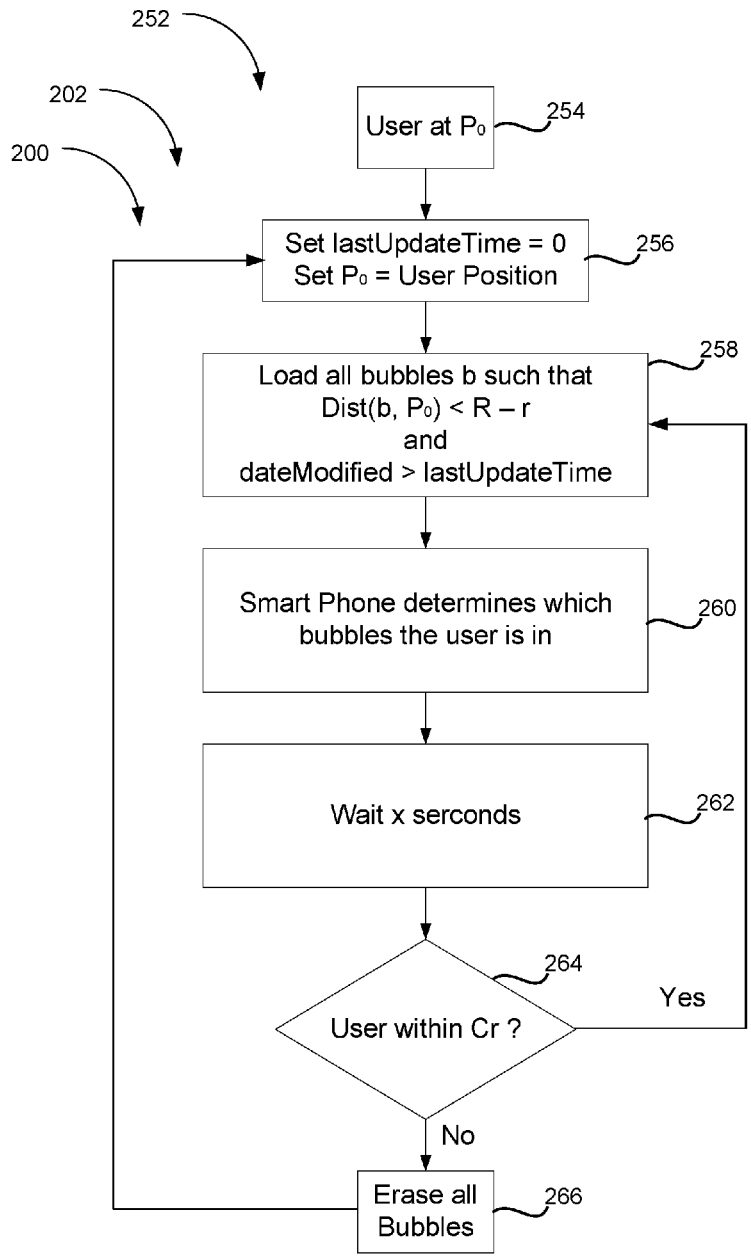 252
202
200
User at P₀
254
Set lastUpdateTime = 0
Set P₀ = User Position
256
258
Load all bubbles b such that
Dist(b, P₀) < R – r
and
dateModified > lastUpdateTime
Smart Phone determines which
bubbles the user is in
260
Wait x serconds
262
264
User within Cr ?
Yes
No
Erase all
Bubbles
266